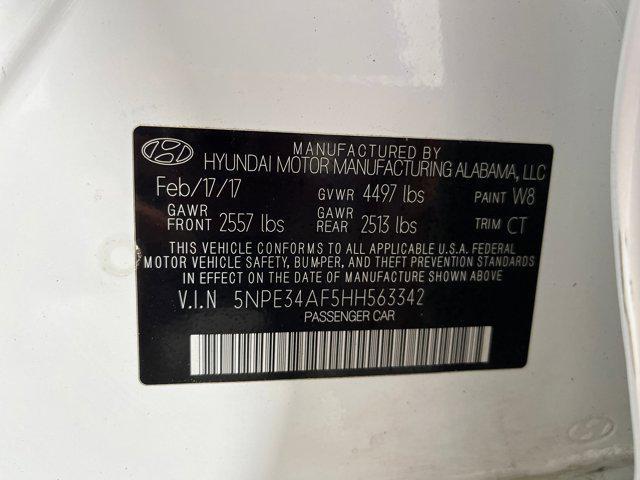 MANUFACTURED BY
HYUNDAI MOTOR MANUFACTURING ALABAMA, LLC
Feb/17/17 GVWR 4497 lbs PAINT W8
GAWR FRONT 2557 lbs GAWR REAR 2513 lbs TRIM CT
THIS VEHICLE CONFORMS TO ALL APPLICABLE U.S.A. FEDERAL
MOTOR VEHICLE SAFETY, BUMPER, AND THEFT PREVENTION STANDARDS
IN EFFECT ON THE DATE OF MANUFACTURE SHOWN ABOVE
V.I.N 5NPE34AF5HH563342
PASSENGER CAR